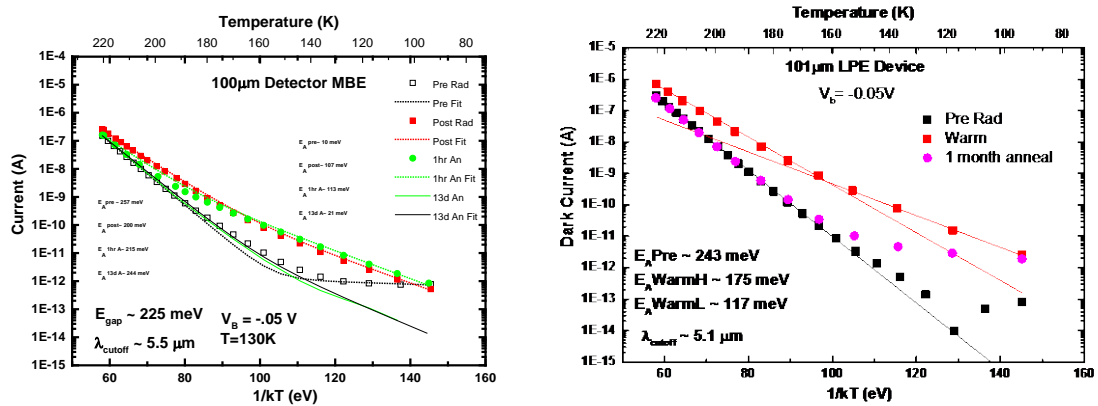 Temperature (K)
220 200 180 160 140 120 100 80
1E-4
1E-5
1E-6
1E-7
1E-8
1E-9
1E-10
1E-11
1E-12
1E-13
1E-14
1E-15
Current (A)
100µm Detector MBE
Pre Rad
Pre Fit
Post Rad
Post Fit
1hr An
1hr An Fit
13d An
13d An Fit
E_A pre~ 10 meV
E_A post~ 107 meV
E_A 1hr A~ 113 meV
E_A 13d A~ 21 meV
E_A pre ~ 257 meV
E_A post~ 200 meV
E_A 1hr A~ 215 meV
E_A 13d A~ 244 meV
E_gap ~ 225 meV
λ_cutoff ~ 5.5 µm
V_B = -.05 V
T=130K
60 80 100 120 140 160
1/kT (eV)
Temperature (K)
220 200 180 160 140 120 100 80
1E-5
1E-6
1E-7
1E-8
1E-9
1E-10
1E-11
1E-12
1E-13
1E-14
1E-15
Dark Current (A)
101µm LPE Device
V_b = -0.05V
Pre Rad
Warm
1 month anneal
E_A Pre ~ 243 meV
E_A WarmH ~ 175 meV
E_A WarmL ~ 117 meV
λ_cutoff ~ 5.1 µm
60 80 100 120 140 160
1/kT (eV)